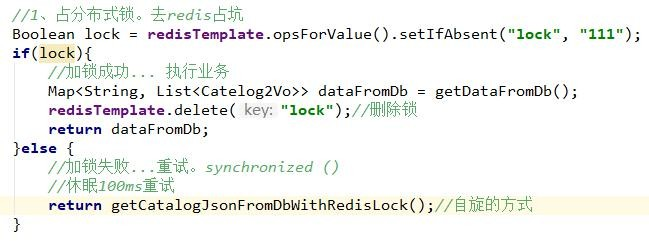 //1、占分布式锁。去redis占坑
Boolean lock = redisTemplate.opsForValue().setIfAbsent("lock", "111");
if(lock){
//加锁成功... 执行业务
Map<String, List<Catelog2Vo>> dataFromDb = getDataFromDb();
redisTemplate.delete( key: "lock");//删除锁
return dataFromDb;
}else {
//加锁失败...重试。synchronized ()
//休眠100ms重试
return getCatalogJsonFromDbWithRedisLock();//自旋的方式
}